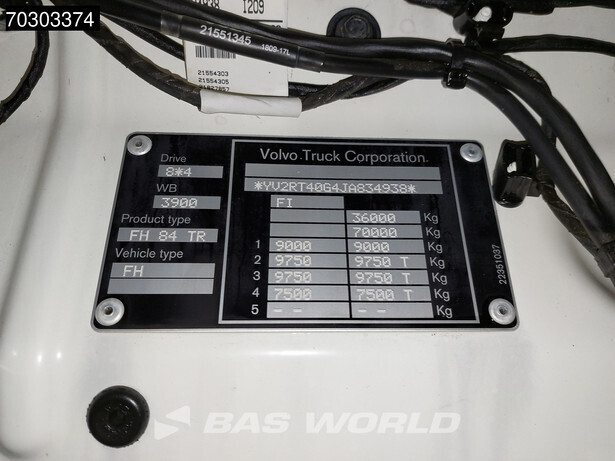 70303374
1209
21551345 1809-17L
21554303
21554305
Volvo Truck Corporation.
*YV2RT40G4JA834938*
Drive
8*4
WB
3900
Product type
FH 84 TR
Vehicle type
FH
FI
36000 Kg
70000 Kg
1 9000 9000 Kg
2 9750 9750 T Kg
3 9750 9750 T Kg
4 7500 7500 T Kg
5 -- -- Kg
22351037
BAS WORLD